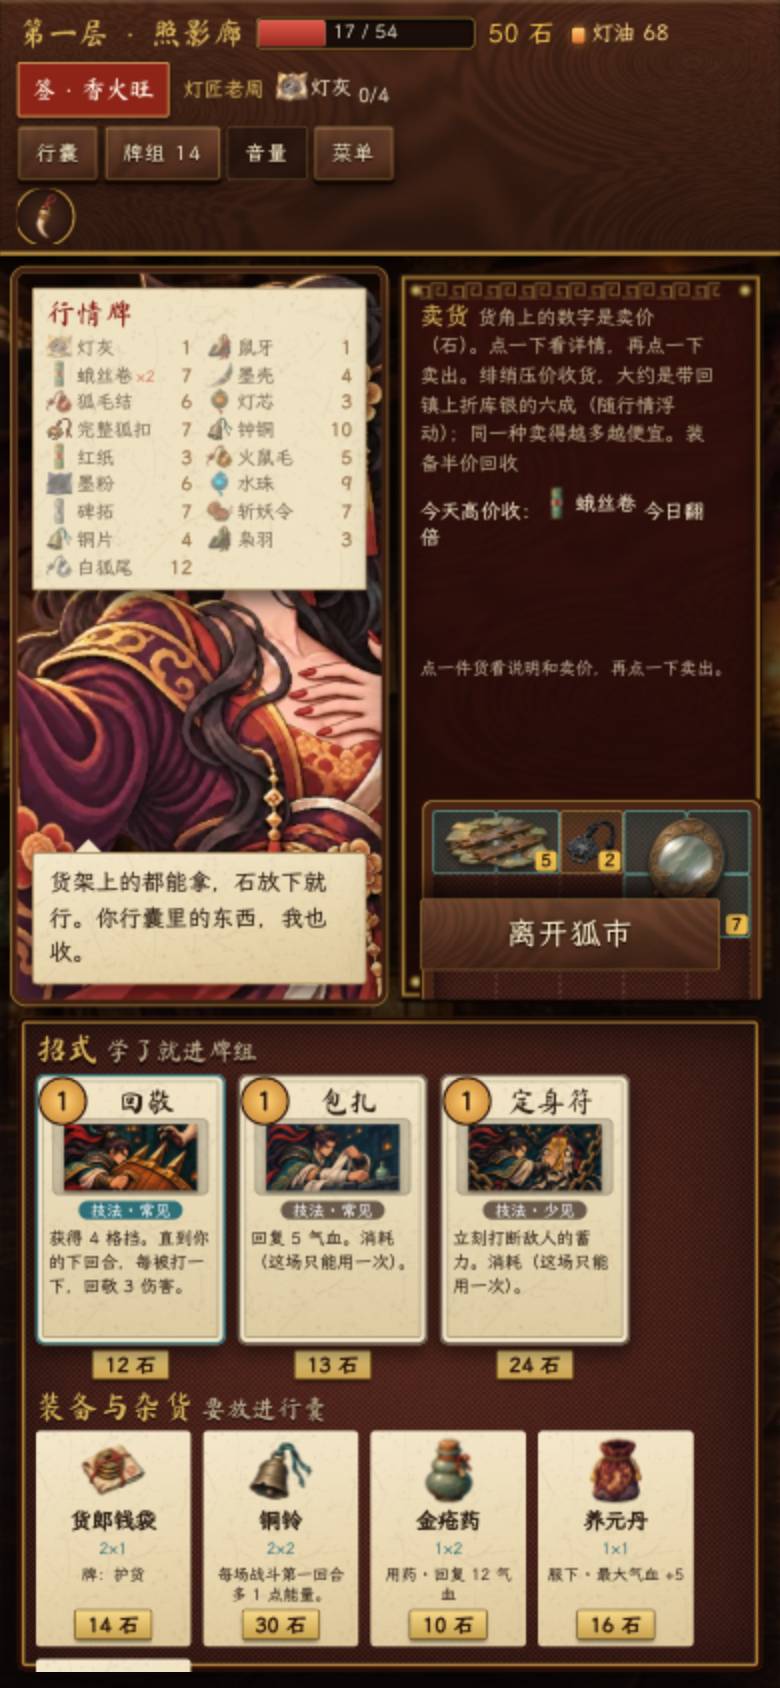 第一层 · 照影廊 17 / 54 50 石 灯油 68
签 · 香火旺 灯匠老周 灯灰 0/4
行囊 牌组 14 音量 菜单
行情牌
灯灰 1 鼠牙 1
蛾丝卷 x2 7 墨壳 4
狐毛结 6 灯芯 3
完整狐扣 7 钟铜 10
红纸 3 火鼠毛 5
墨粉 6 水珠 9
碑拓 7 斩妖令 7
铜片 4 枭羽 3
白狐尾 12
货架上的都能拿，石放下就
行。你行囊里的东西，我也
收。
卖货 货角上的数字是卖价
（石）。点一下看详情，再点一下
卖出。绯绡压价收货，大约是带回
镇上折库银的六成（随行情浮
动）；同一种卖得越多越便宜。装
备半价回收
今天高价收： 蛾丝卷 今日翻
倍
点一件货看说明和卖价，再点一下卖出。
5 2
7
离开狐市
招式 学了就进牌组
1 回敬
技法 · 常见
获得 4 格挡。直到你
的下回合，每被打一
下，回敬 3 伤害。
12 石
1 包扎
技法 · 常见
回复 5 气血。消耗
（这场只能用一次）。
13 石
1 定身符
技法 · 少见
立刻打断敌人的蓄
力。消耗（这场只能
用一次）。
24 石
装备与杂货 要放进行囊
货郎钱袋
2x1
牌：护货
14 石
铜铃
2x2
每场战斗第一回合
多 1 点能量。
30 石
金疮药
1x2
用药 · 回复 12 气
血
10 石
养元丹
1x1
服下 · 最大气血 +5
16 石